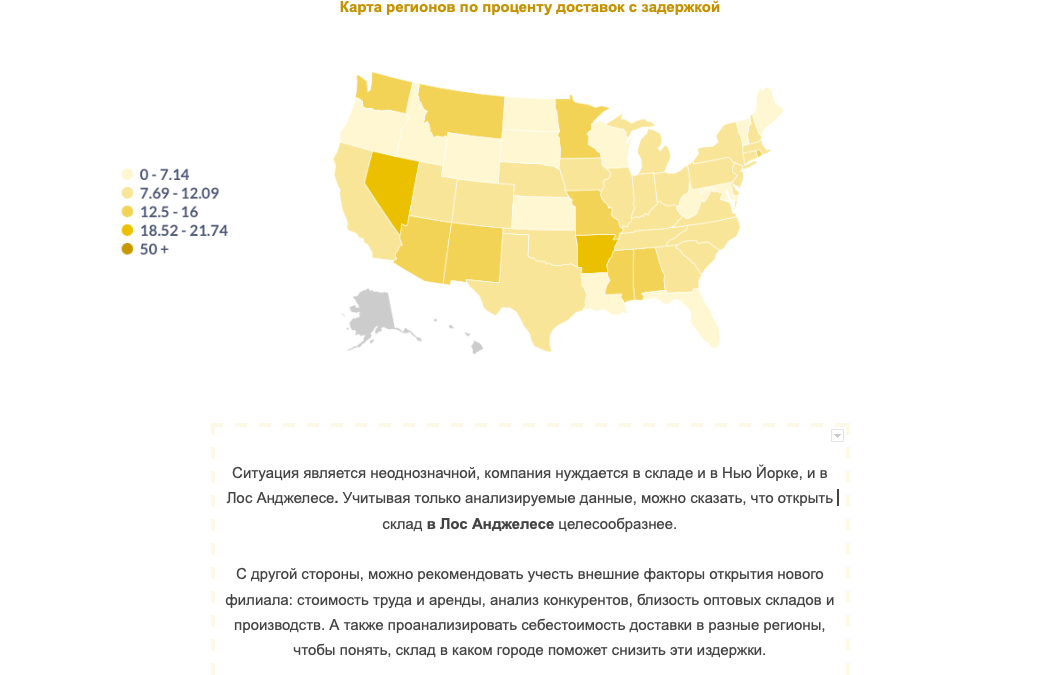 Карта регионов по проценту доставок с задержкой
0 - 7.14
7.69 - 12.09
12.5 - 16
18.52 - 21.74
50 +
Ситуация является неоднозначной, компания нуждается в складе и в Нью Йорке, и в
Лос Анджелесе. Учитывая только анализируемые данные, можно сказать, что открыть
склад в Лос Анджелесе целесообразнее.
С другой стороны, можно рекомендовать учесть внешние факторы открытия нового
филиала: стоимость труда и аренды, анализ конкурентов, близость оптовых складов и
производств. А также проанализировать себестоимость доставки в разные регионы,
чтобы понять, склад в каком городе поможет снизить эти издержки.